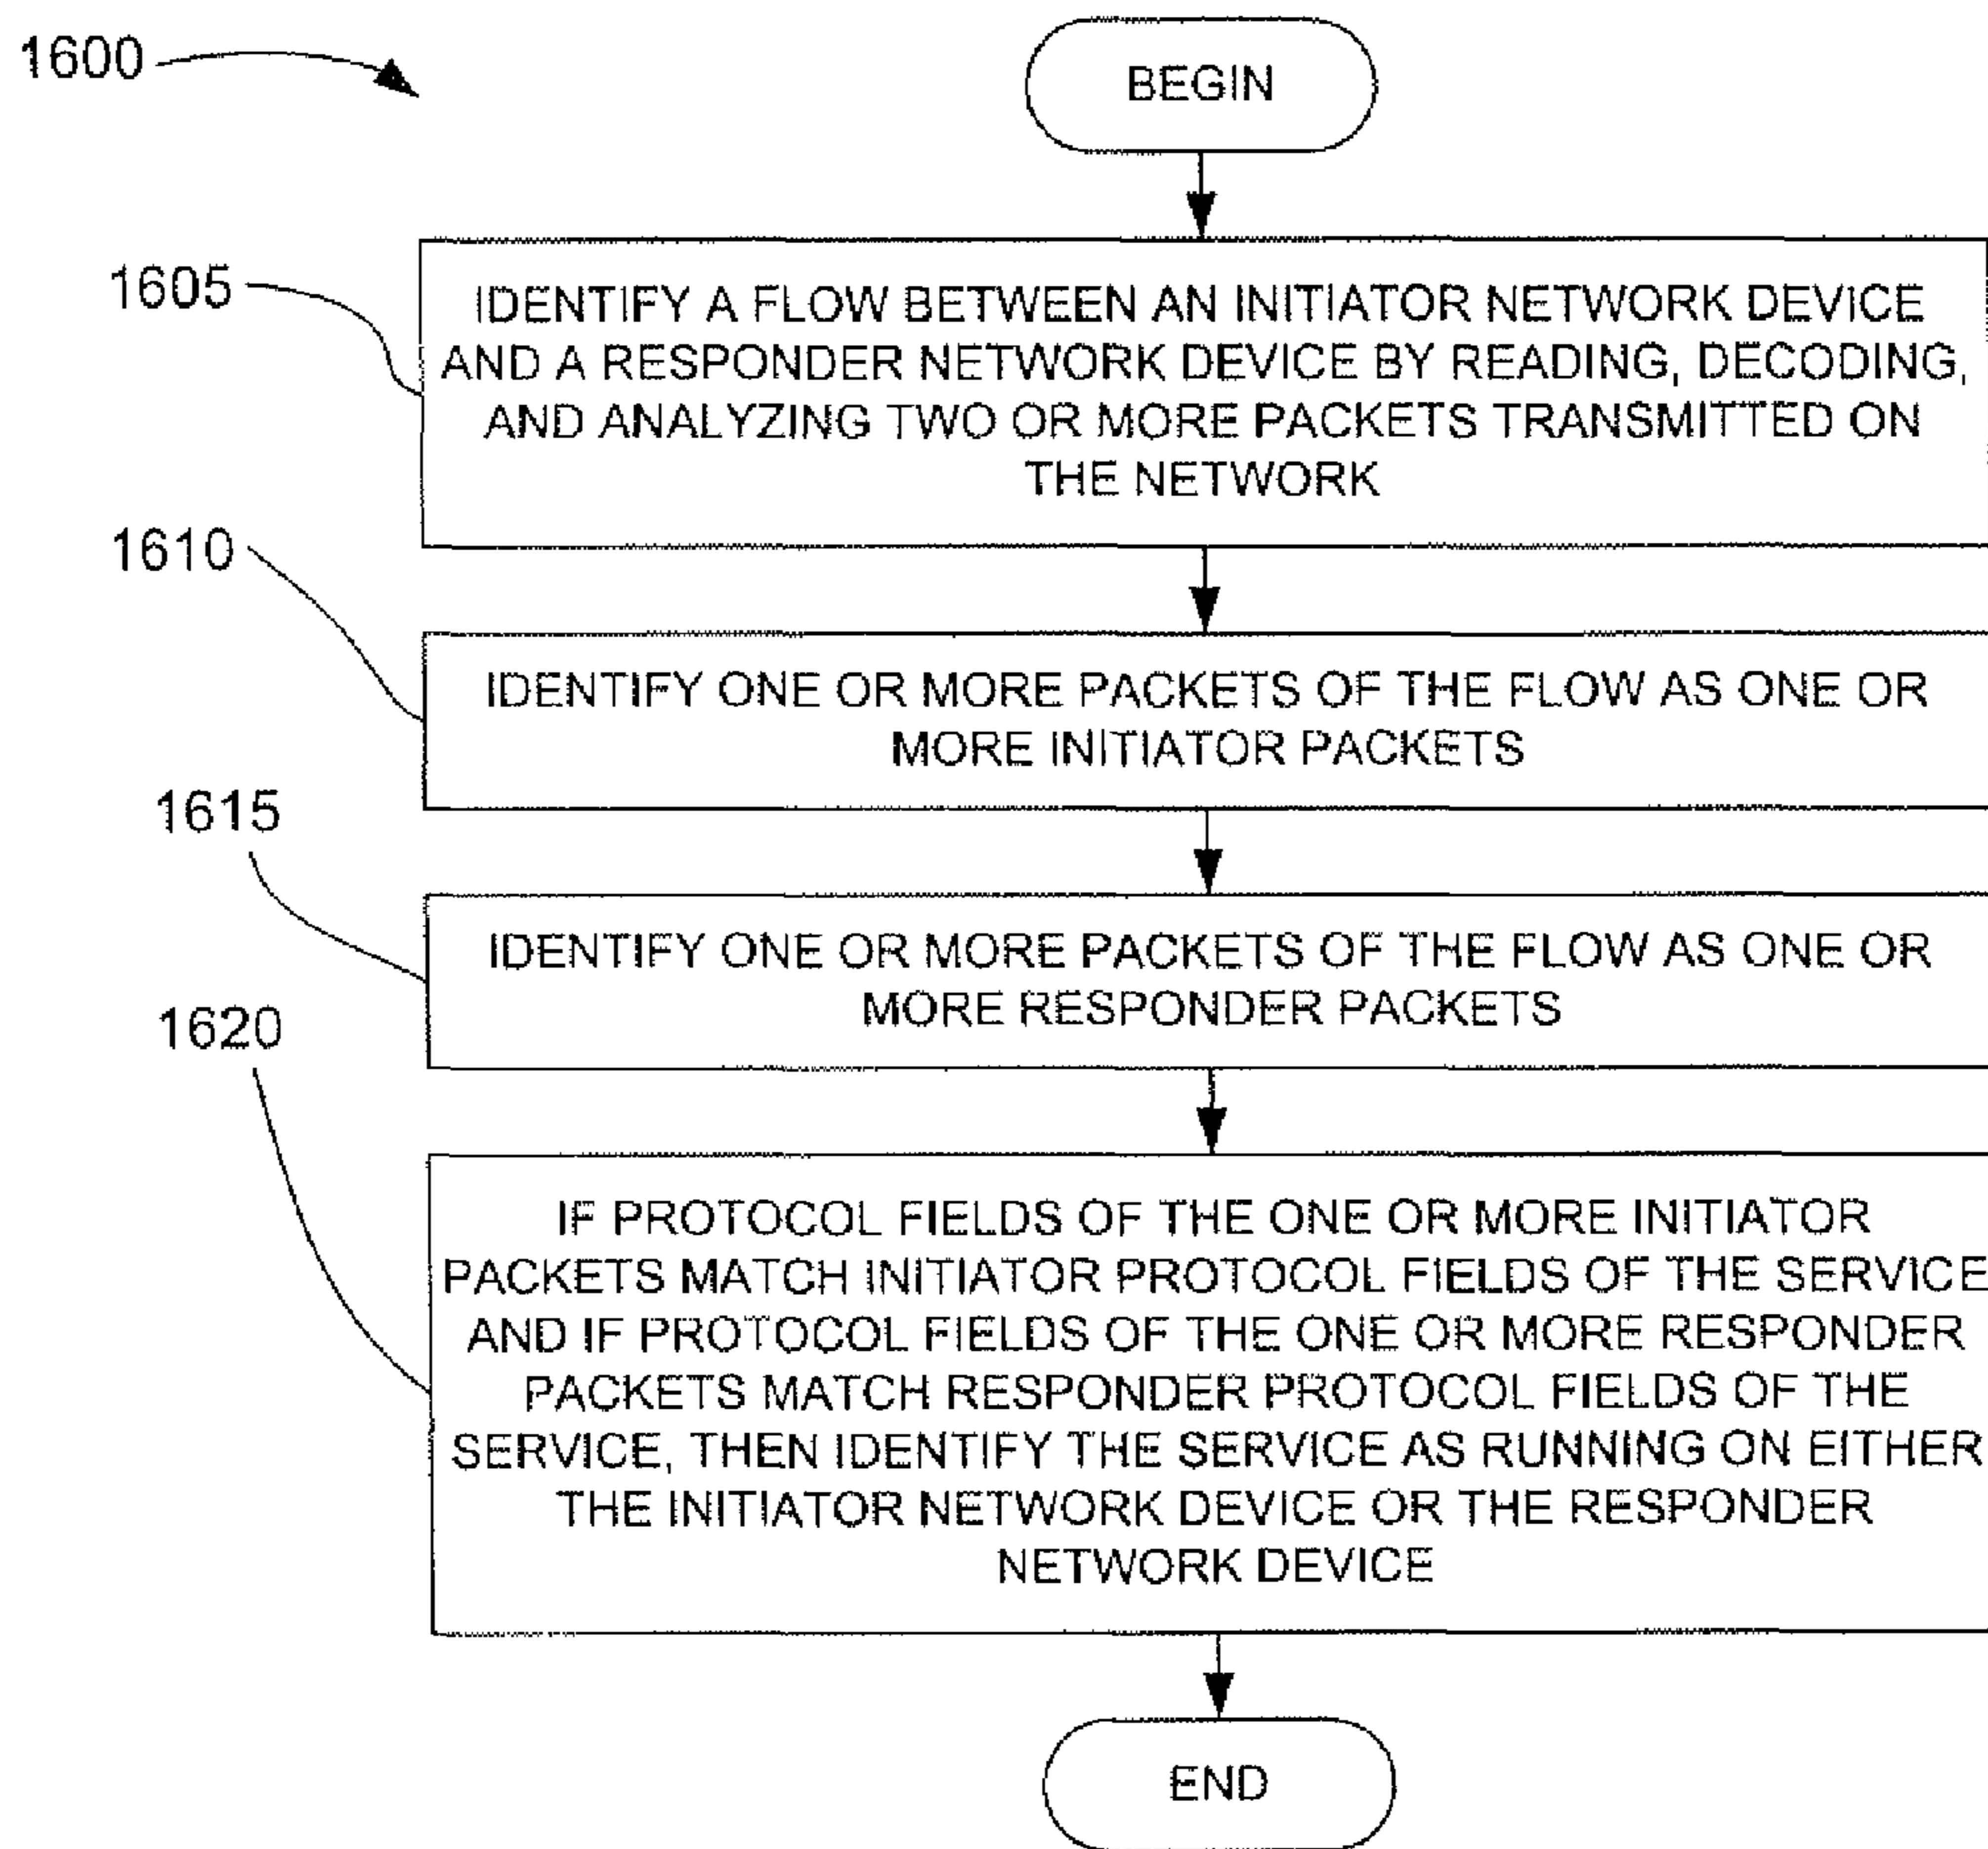 1600
BEGIN
1605
IDENTIFY A FLOW BETWEEN AN INITIATOR NETWORK DEVICE
AND A RESPONDER NETWORK DEVICE BY READING, DECODING,
AND ANALYZING TWO OR MORE PACKETS TRANSMITTED ON
THE NETWORK
1610
IDENTIFY ONE OR MORE PACKETS OF THE FLOW AS ONE OR
MORE INITIATOR PACKETS
1615
IDENTIFY ONE OR MORE PACKETS OF THE FLOW AS ONE OR
MORE RESPONDER PACKETS
1620
IF PROTOCOL FIELDS OF THE ONE OR MORE INITIATOR
PACKETS MATCH INITIATOR PROTOCOL FIELDS OF THE SERVICE
AND IF PROTOCOL FIELDS OF THE ONE OR MORE RESPONDER
PACKETS MATCH RESPONDER PROTOCOL FIELDS OF THE
SERVICE, THEN IDENTIFY THE SERVICE AS RUNNING ON EITHER
THE INITIATOR NETWORK DEVICE OR THE RESPONDER
NETWORK DEVICE
END